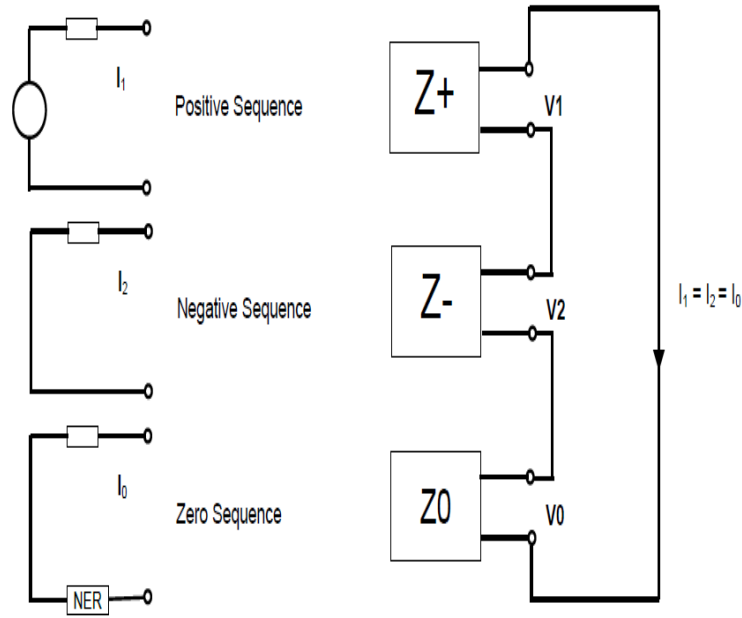 I₁
Positive Sequence
I₂
Negative Sequence
I₀
Zero Sequence
NER
Z+
V1
Z-
V2
Z0
V0
I₁ = I₂ = I₀